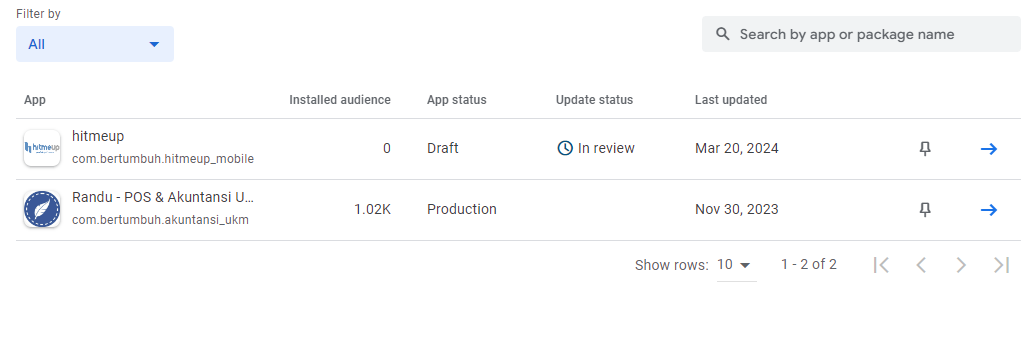 Filter by
All
Search by app or package name
App Installed audience App status Update status Last updated
hitmeup
com.bertumbuh.hitmeup_mobile
0 Draft In review Mar 20, 2024
hitmeup
Randu - POS & Akuntansi U...
com.bertumbuh.akuntansi_ukm
1.02K Production Nov 30, 2023
Show rows: 10 1 - 2 of 2